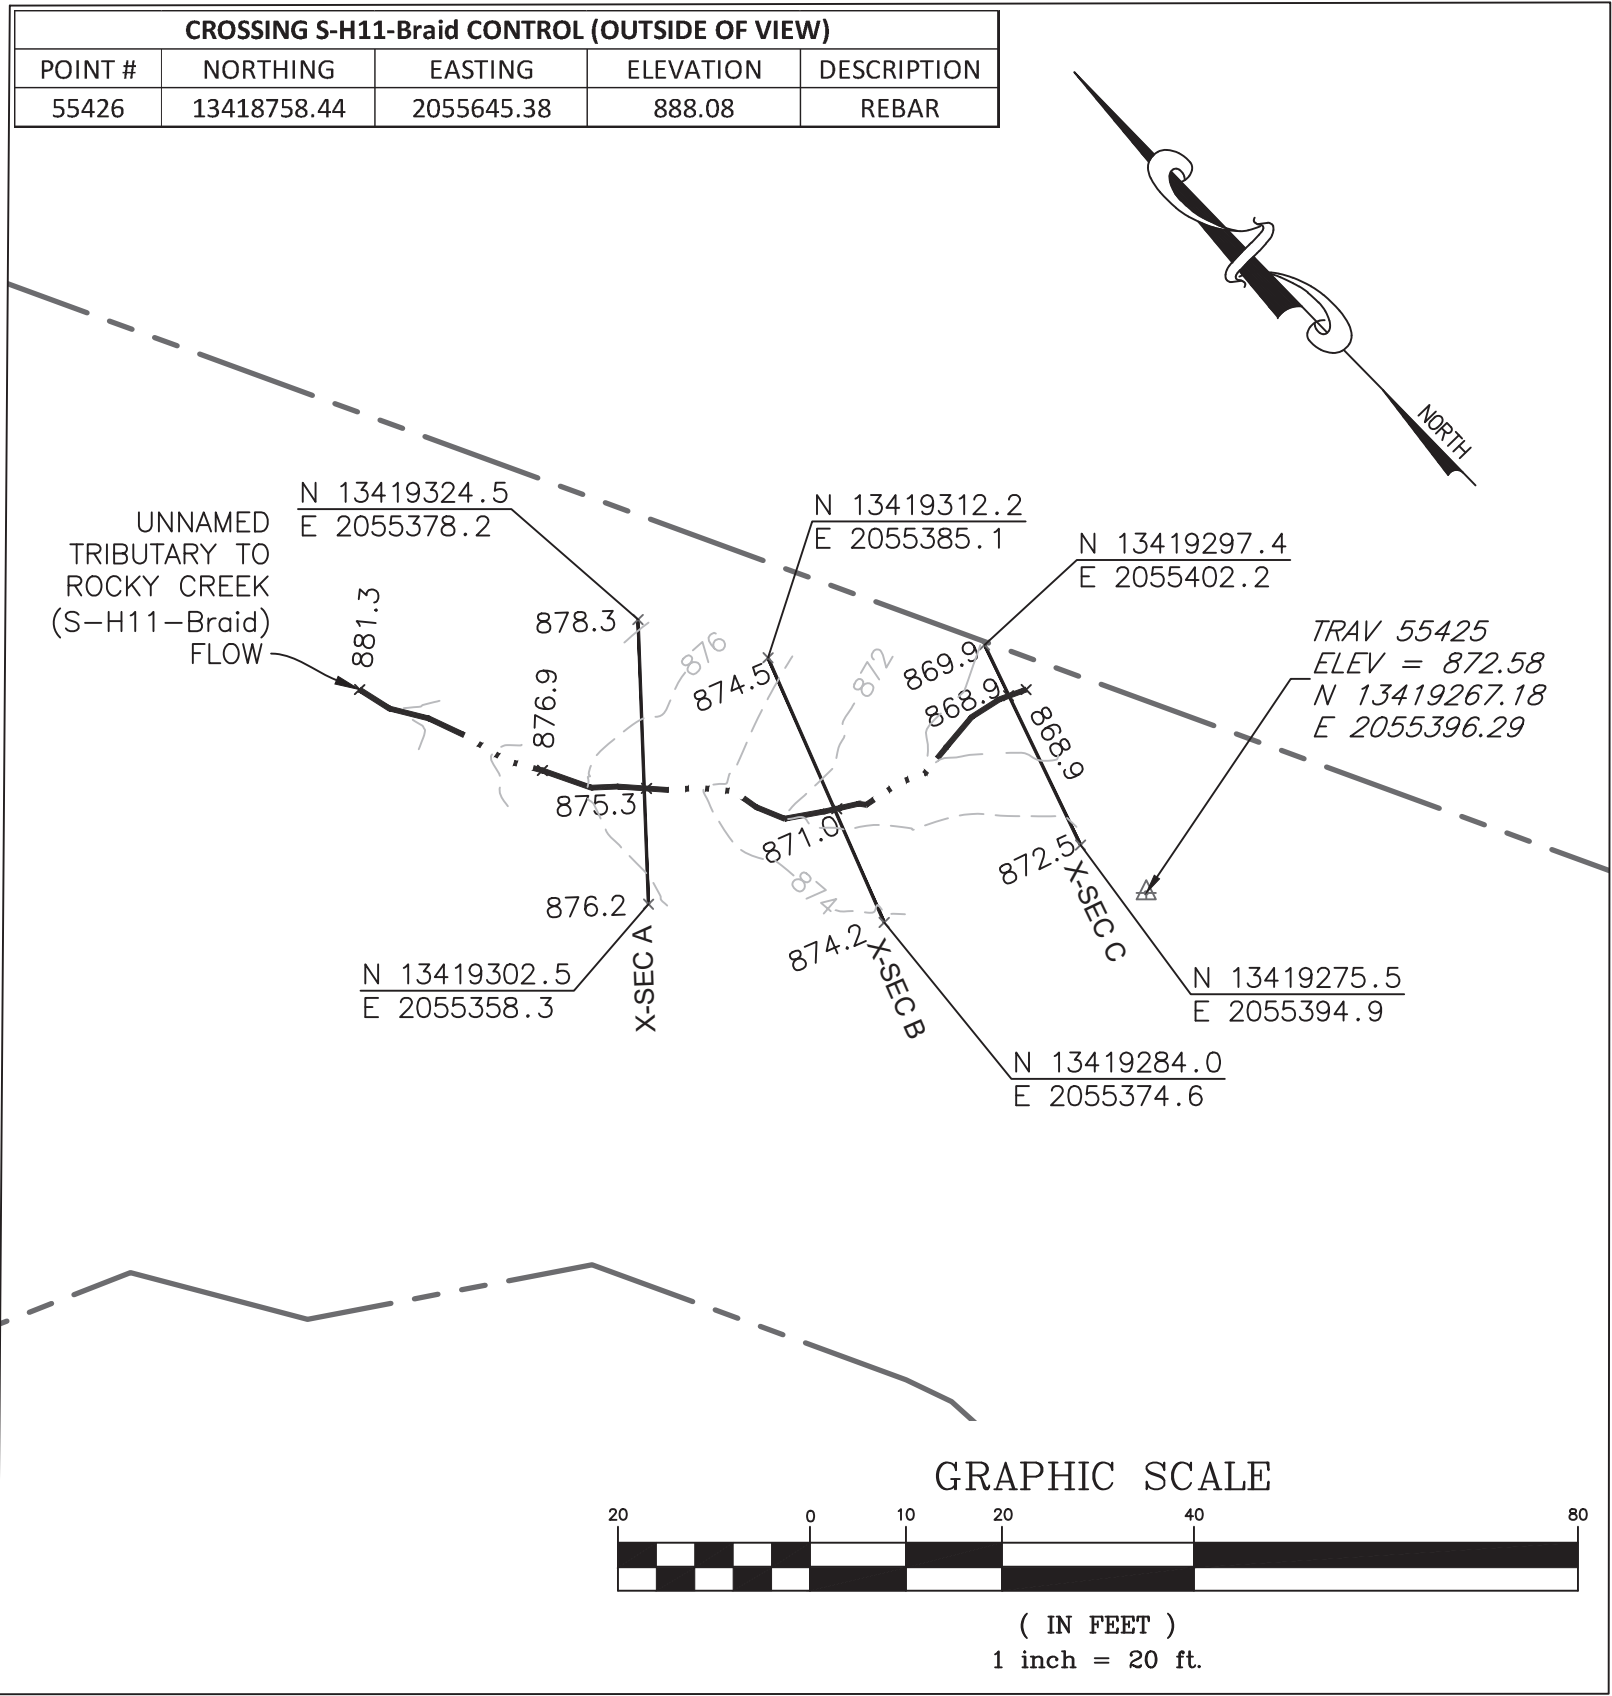 CROSSING S-H11-Braid CONTROL (OUTSIDE OF VIEW)
POINT # NORTHING EASTING ELEVATION DESCRIPTION
55426 13418758.44 2055645.38 888.08 REBAR
NORTH
UNNAMED
TRIBUTARY TO
ROCKY CREEK
(S-H11-Braid)
FLOW
N 13419324.5
E 2055378.2
N 13419312.2
E 2055385.1
N 13419297.4
E 2055402.2
TRAV 55425
ELEV = 872.58
N 13419267.18
E 2055396.29
881.3
876.9
878.3
876
874.5
872
869.9
868.9
868.9
875.3
871.0
872.5
874
876.2
874.2
X-SEC A
X-SEC B
X-SEC C
N 13419302.5
E 2055358.3
N 13419275.5
E 2055394.9
N 13419284.0
E 2055374.6
GRAPHIC SCALE
20 0 10 20 40 80
( IN FEET )
1 inch = 20 ft.